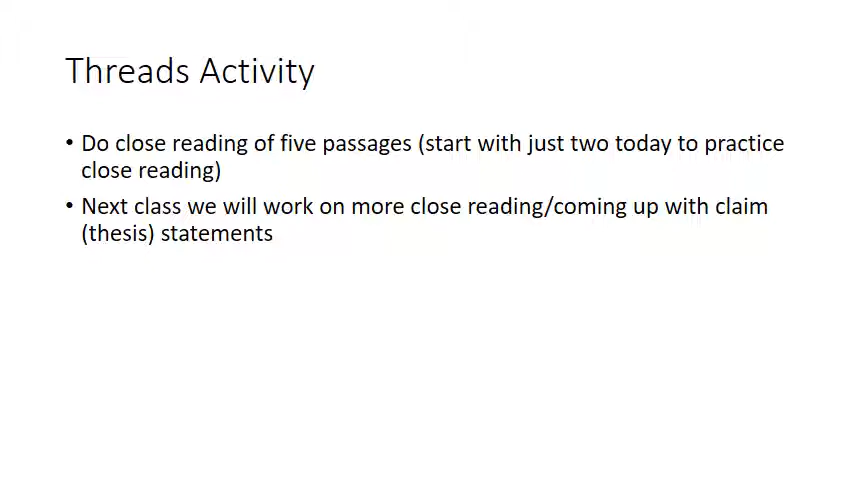 Threads Activity
• Do close reading of five passages (start with just two today to practice
close reading)
• Next class we will work on more close reading/coming up with claim
(thesis) statements